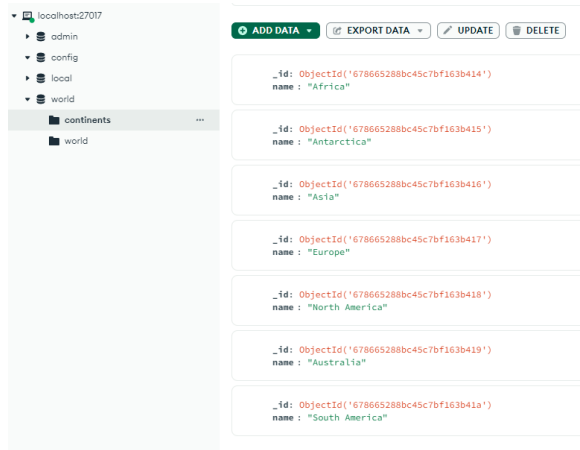 localhost:27017
admin
config
local
world
continents ...
world
ADD DATA EXPORT DATA UPDATE DELETE
_id: ObjectId('678665288bc45c7bf163b414')
name : "Africa"
_id: ObjectId('678665288bc45c7bf163b415')
name : "Antarctica"
_id: ObjectId('678665288bc45c7bf163b416')
name : "Asia"
_id: ObjectId('678665288bc45c7bf163b417')
name : "Europe"
_id: ObjectId('678665288bc45c7bf163b418')
name : "North America"
_id: ObjectId('678665288bc45c7bf163b419')
name : "Australia"
_id: ObjectId('678665288bc45c7bf163b41a')
name : "South America"